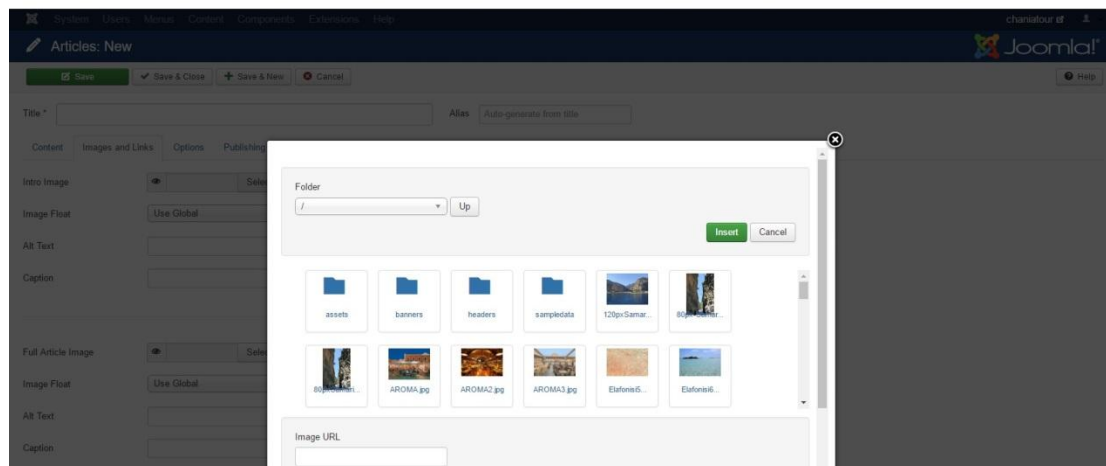 System Users Menus Content Components Extensions Help
chaniatour
Articles: New
Joomla!®
Save
Save & Close
Save & New
Cancel
Help
Title *
Alias
Auto-generate from title
Content
Images and Links
Options
Publishing
Intro Image
Image Float
Use Global
Alt Text
Caption
Full Article Image
Image Float
Use Global
Alt Text
Caption
Folder
/
Up
Insert
Cancel
assets
banners
headers
sampledata
120pxSamar...
AROMA.jpg
AROMA2.jpg
AROMA3.jpg
Elafonisi5...
Elafonisi6...
Image URL